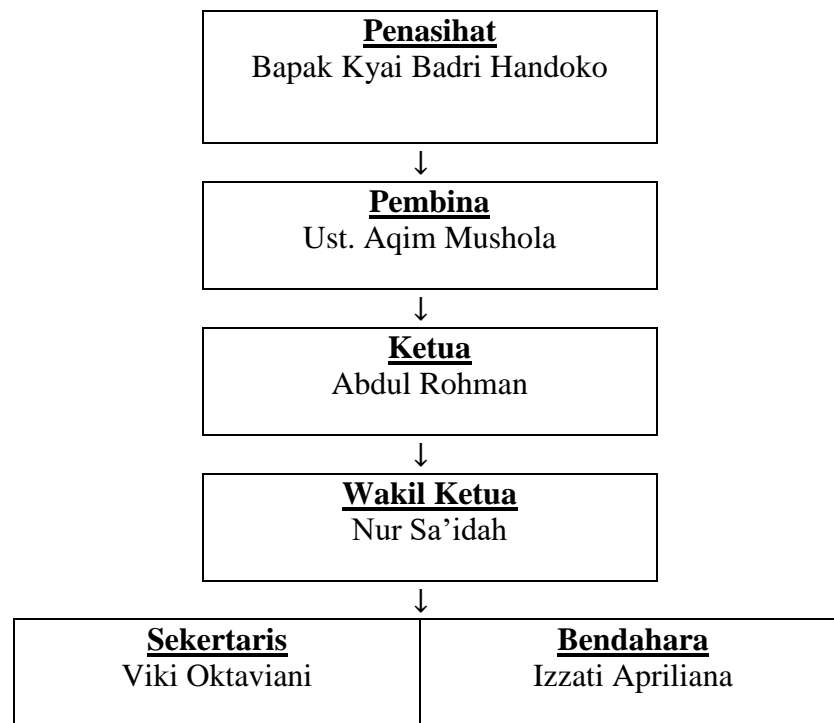 Penasihat
Bapak Kyai Badri Handoko
↓
Pembina
Ust. Aqim Mushola
↓
Ketua
Abdul Rohman
↓
Wakil Ketua
Nur Sa’idah
↓
Sekertaris
Viki Oktaviani
Bendahara
Izzati Apriliana